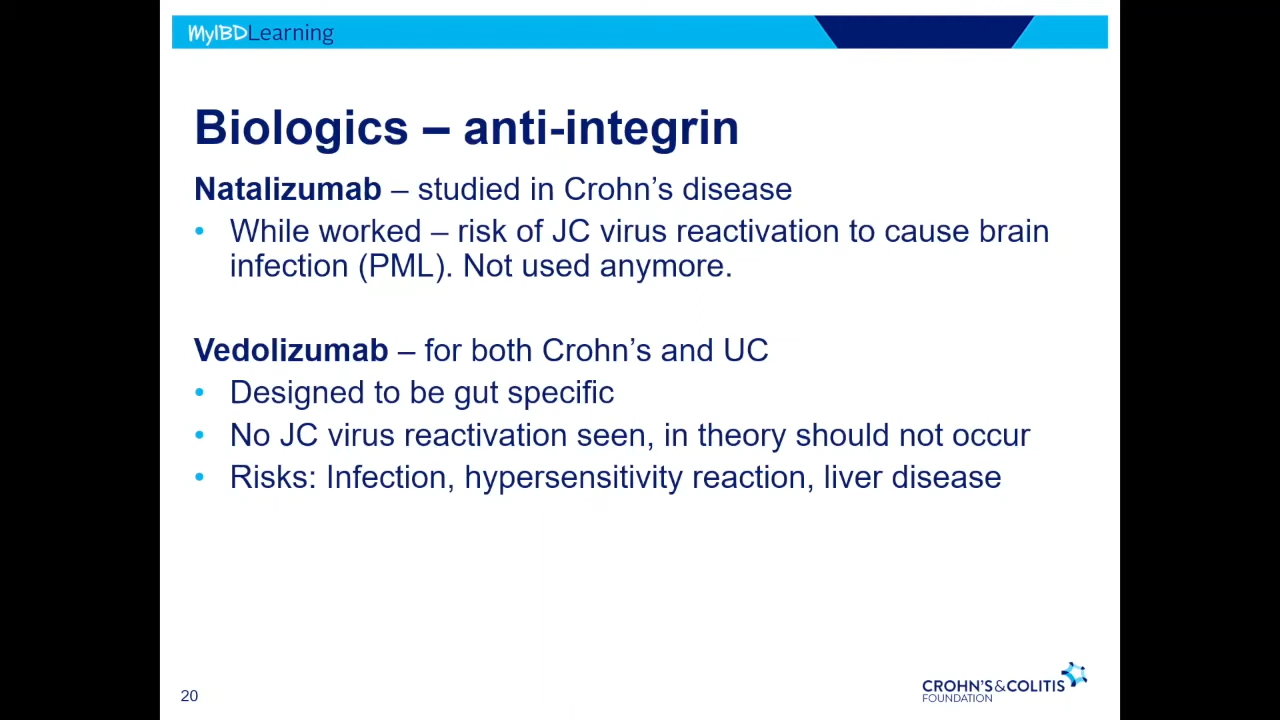 MyIBDLearning
Biologics – anti-integrin
Natalizumab – studied in Crohn’s disease
• While worked – risk of JC virus reactivation to cause brain
infection (PML). Not used anymore.
Vedolizumab – for both Crohn’s and UC
• Designed to be gut specific
• No JC virus reactivation seen, in theory should not occur
• Risks: Infection, hypersensitivity reaction, liver disease
20
CROHN’S & COLITIS
FOUNDATION